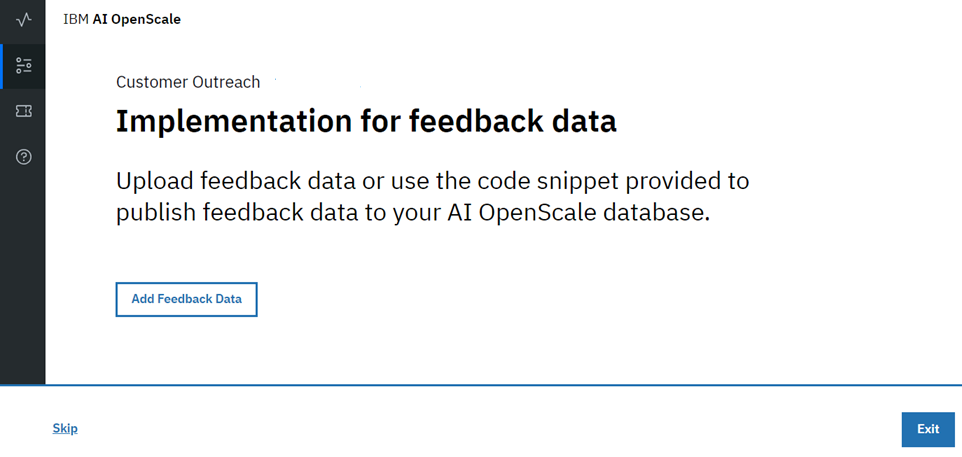 IBM AI OpenScale
Customer Outreach
Implementation for feedback data
Upload feedback data or use the code snippet provided to
publish feedback data to your AI OpenScale database.
Add Feedback Data
Skip
Exit